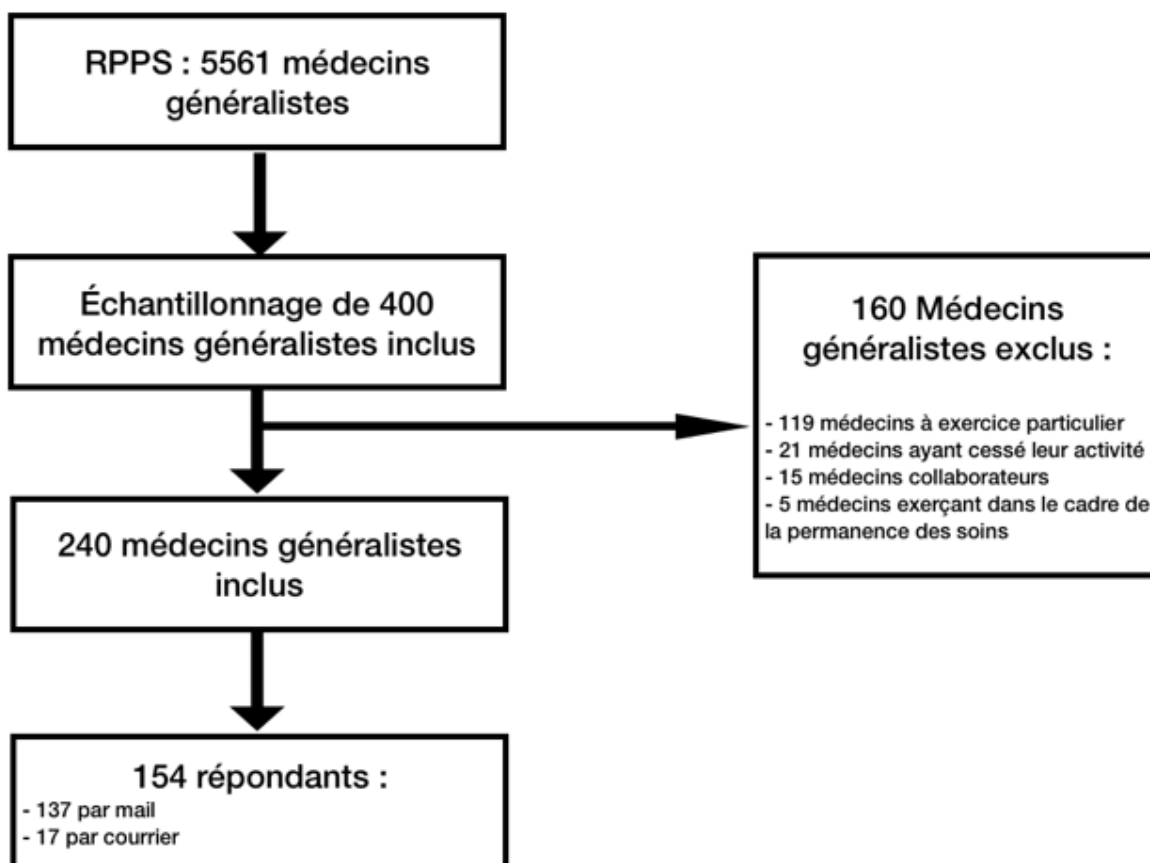 RPPS : 5561 médecins
généralistes
Échantillonnage de 400
médecins généralistes inclus
160 Médecins
généralistes exclus :
- 119 médecins à exercice particulier
- 21 médecins ayant cessé leur activité
- 15 médecins collaborateurs
- 5 médecins exerçant dans le cadre de
la permanence des soins
240 médecins généralistes
inclus
154 répondants :
- 137 par mail
- 17 par courrier